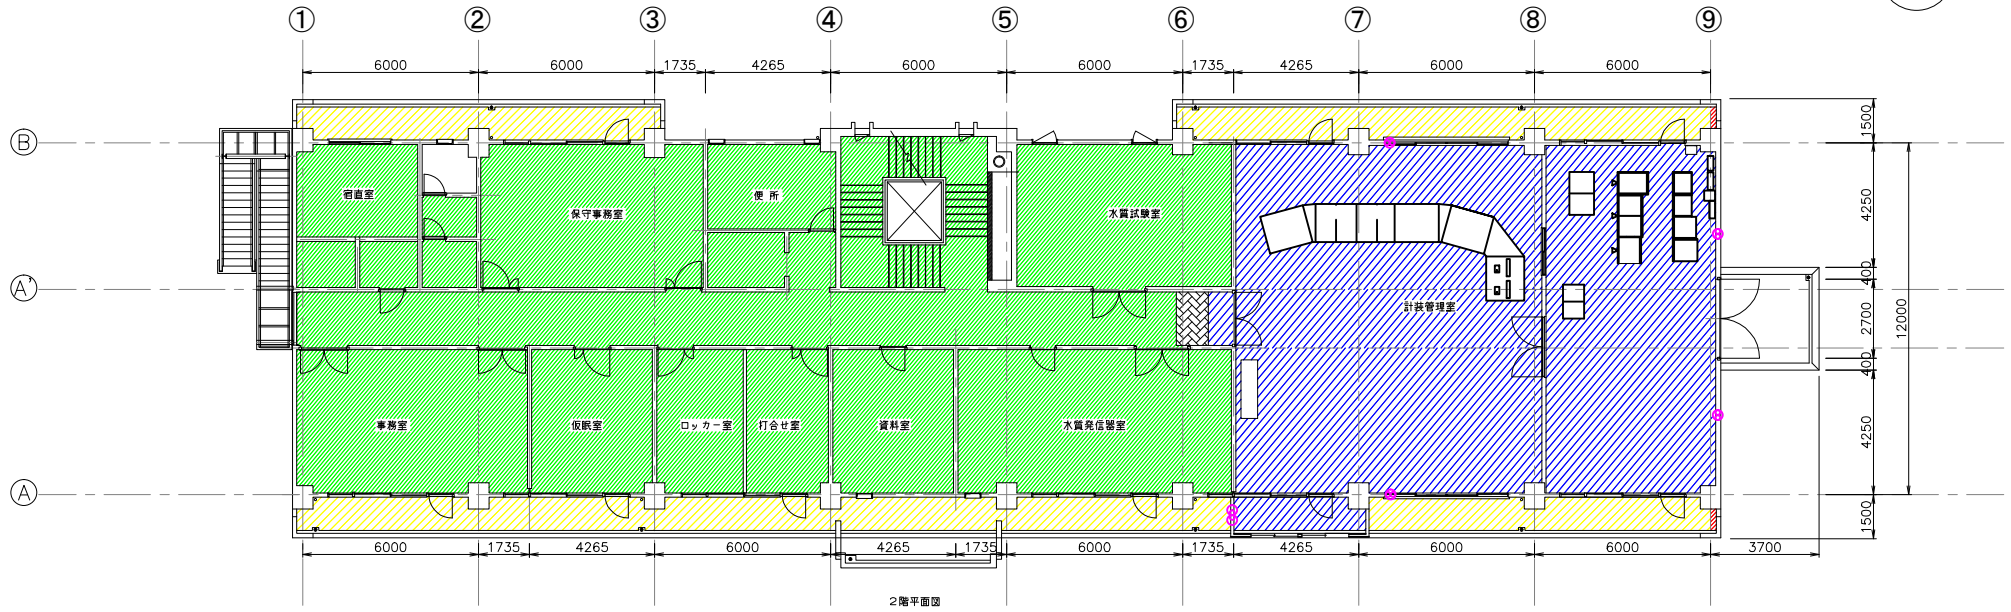 ① ② ③ ④ ⑤ ⑥ ⑦ ⑧ ⑨
6000 6000 1735 4265 6000 6000 1735 4265 6000 6000
1500
B
宿直室
保守事務室
便所
水質試験室
4250
A'
400
計装管理室
2700
12000
400
事務室
仮眠室
ロッカー室
打合せ室
資料室
水質発信器室
4250
A
1500
6000 1735 4265 6000 4265 1735 6000 1735 4265 6000 6000 3700
2階平面図